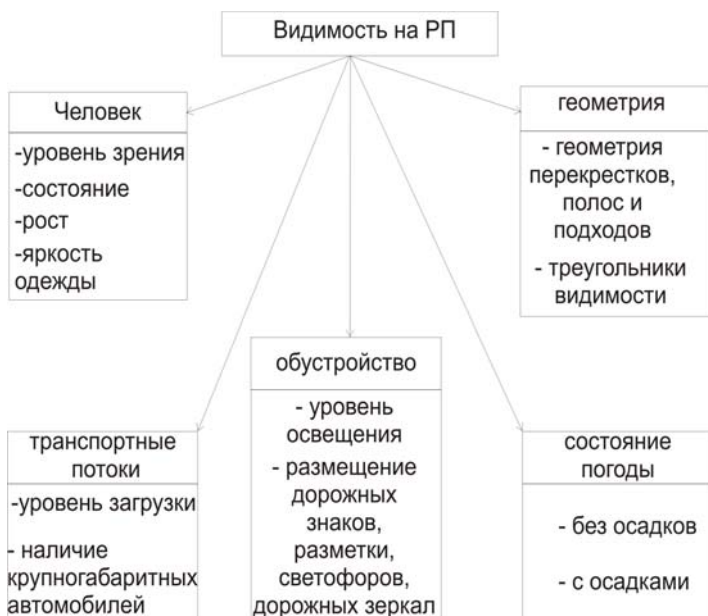 Видимость на РП
Человек
-уровень зрения
-состояние
-рост
-яркость
одежды
геометрия
- геометрия
перекрестков,
полос и
подходов
- треугольники
видимости
транспортные
потоки
-уровень загрузки
- наличие
крупногабаритных
автомобилей
обустройство
- уровень
освещения
- размещение
дорожных
знаков,
разметки,
светофоров,
дорожных зеркал
состояние
погоды
- без осадков
- с осадками